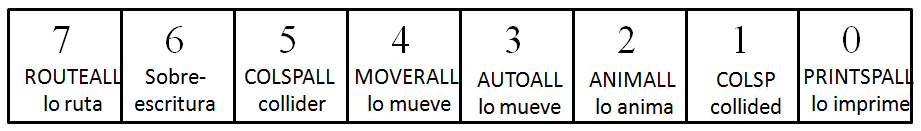 7 6 5 4 3 2 1 0
ROUTEALL Sobre- COLSPALL MOVERALL AUTOALL ANIMALL COLSP PRINTSPALL
lo ruta escritura collider lo mueve lo mueve lo anima collided lo imprime